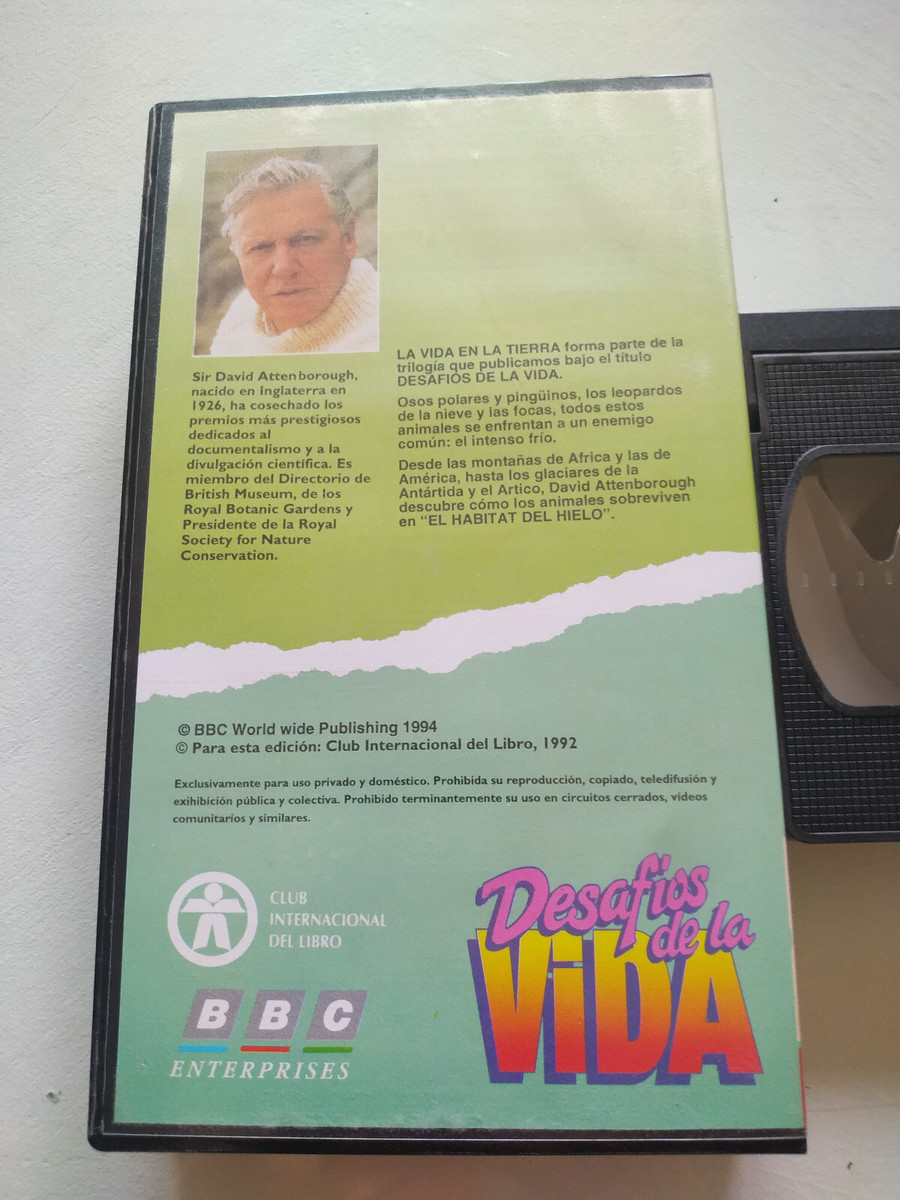 Sir David Attenborough,
nacido en Inglaterra en
1926, ha cosechado los
premios más prestigiosos
dedicados al
documentalismo y a la
divulgación científica. Es
miembro del Directorio de
British Museum, de los
Royal Botanic Gardens y
Presidente de la Royal
Society for Nature
Conservation.
LA VIDA EN LA TIERRA forma parte de la
trilogía que publicamos bajo el título
DESAFIOS DE LA VIDA.
Osos polares y pingüinos, los leopardos
de la nieve y las focas, todos estos
animales se enfrentan a un enemigo
común: el intenso frío.
Desde las montañas de Africa y las de
América, hasta los glaciares de la
Antártida y el Artico, David Attenborough
descubre cómo los animales sobreviven
en “EL HABITAT DEL HIELO”.
© BBC World wide Publishing 1994
© Para esta edición: Club Internacional del Libro, 1992
Exclusivamente para uso privado y doméstico. Prohibida su reproducción, copiado, teledifusión y
exihibición pública y colectiva. Prohibido terminantemente su uso en circuitos cerrados, vídeos
comunitarios y similares.
CLUB
INTERNACIONAL
DEL LIBRO
BBC
ENTERPRISES
Desafios
de la
ViDA